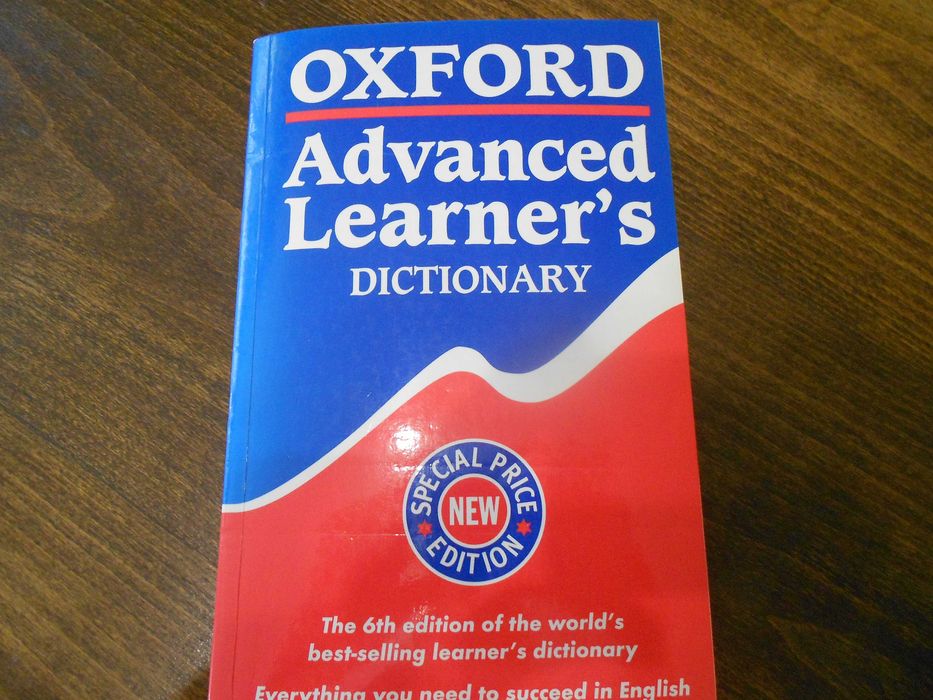 OXFORD
Advanced
Learner's
DICTIONARY
SPECIAL PRICE
NEW
EDITION
The 6th edition of the world's
best-selling learner's dictionary
Everything you need to succeed in English